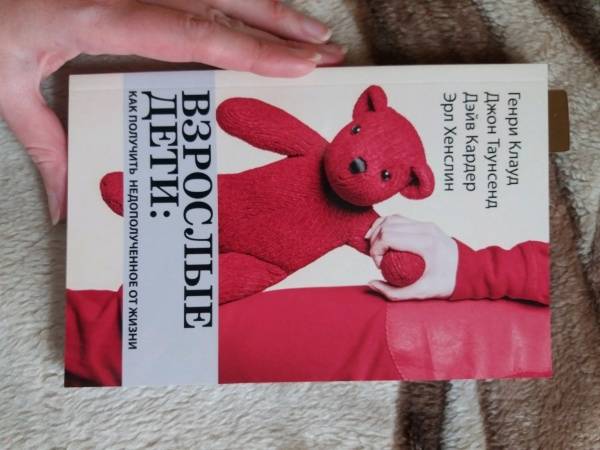 Генри Клауд
Джон Таунсенд
Дэйв Кардер
Эрл Хенслин
ВЗРОСЛЫЕ
ДЕТИ:
КАК ПОЛУЧИТЬ НЕДОПОЛУЧЕННОЕ ОТ ЖИЗНИ